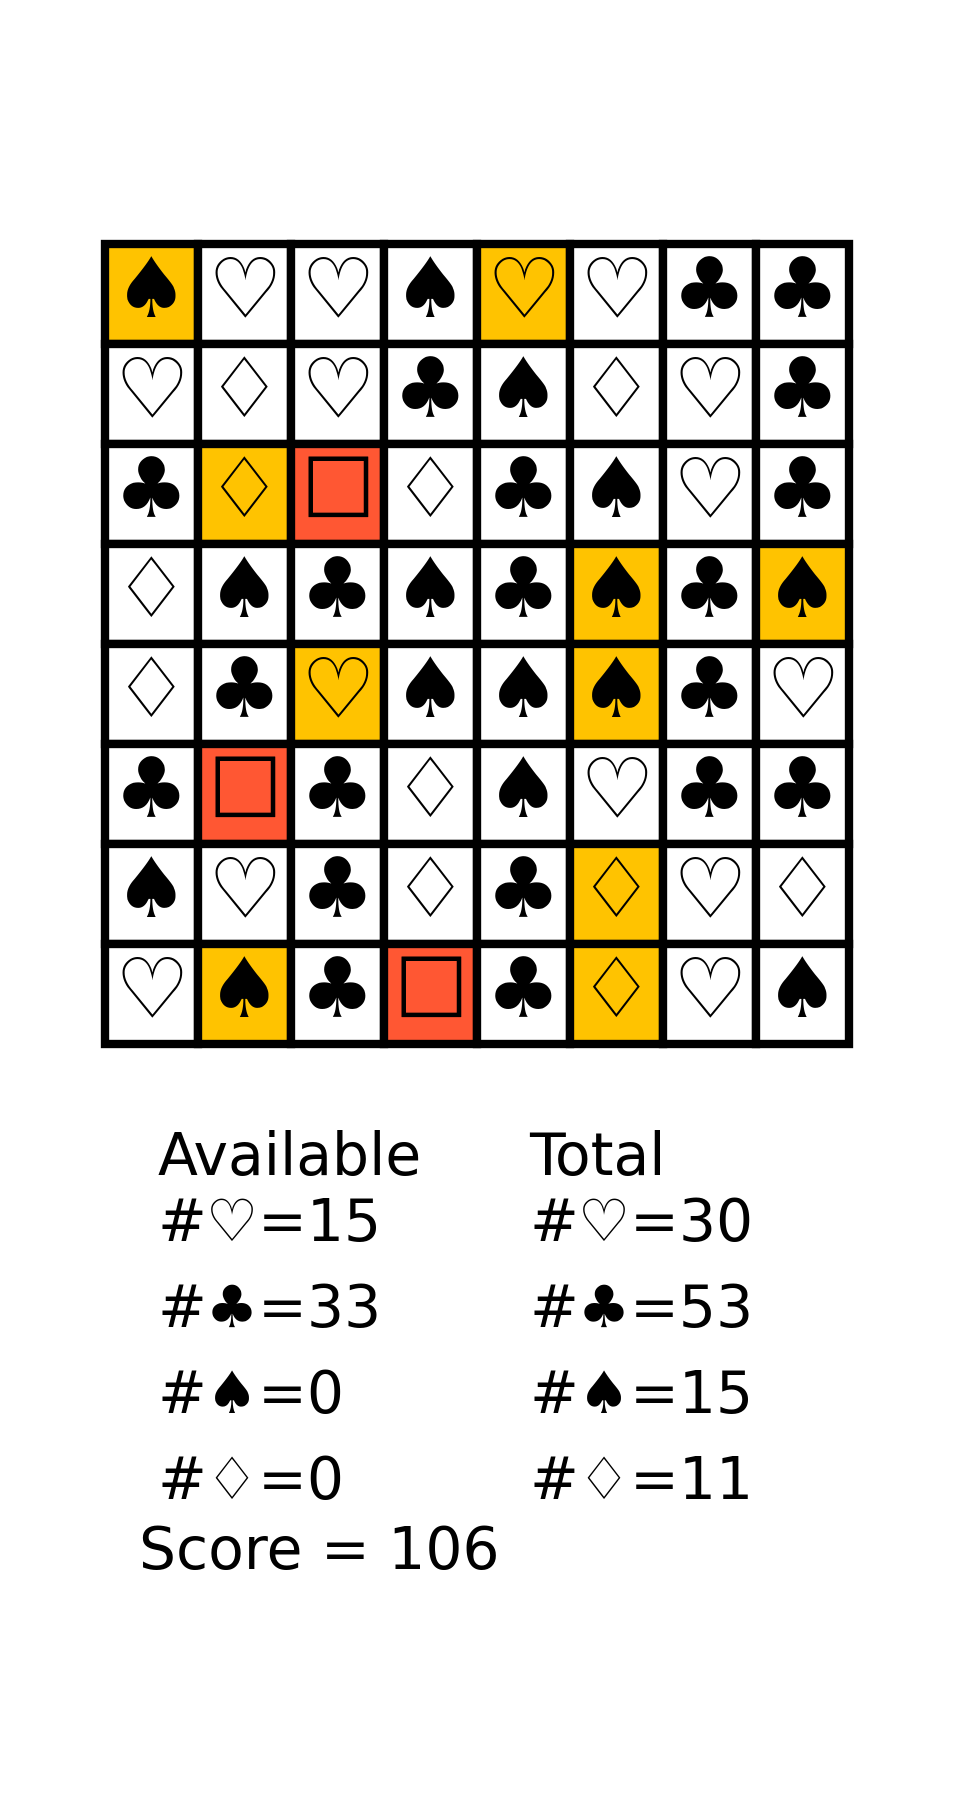 ♠ ♡ ♡ ♠ ♡ ♡ ♣ ♣
♡ ♢ ♡ ♣ ♠ ♢ ♡ ♣
♣ ♢ □ ♢ ♣ ♠ ♡ ♣
♢ ♠ ♣ ♠ ♣ ♠ ♣ ♠
♢ ♣ ♡ ♠ ♠ ♠ ♣ ♡
♣ □ ♣ ♢ ♠ ♡ ♣ ♣
♠ ♡ ♣ ♢ ♣ ♢ ♡ ♢
♡ ♠ ♣ □ ♣ ♢ ♡ ♠
Available Total
#♡=15 #♡=30
#♣=33 #♣=53
#♠=0 #♠=15
#♢=0 #♢=11
Score = 106